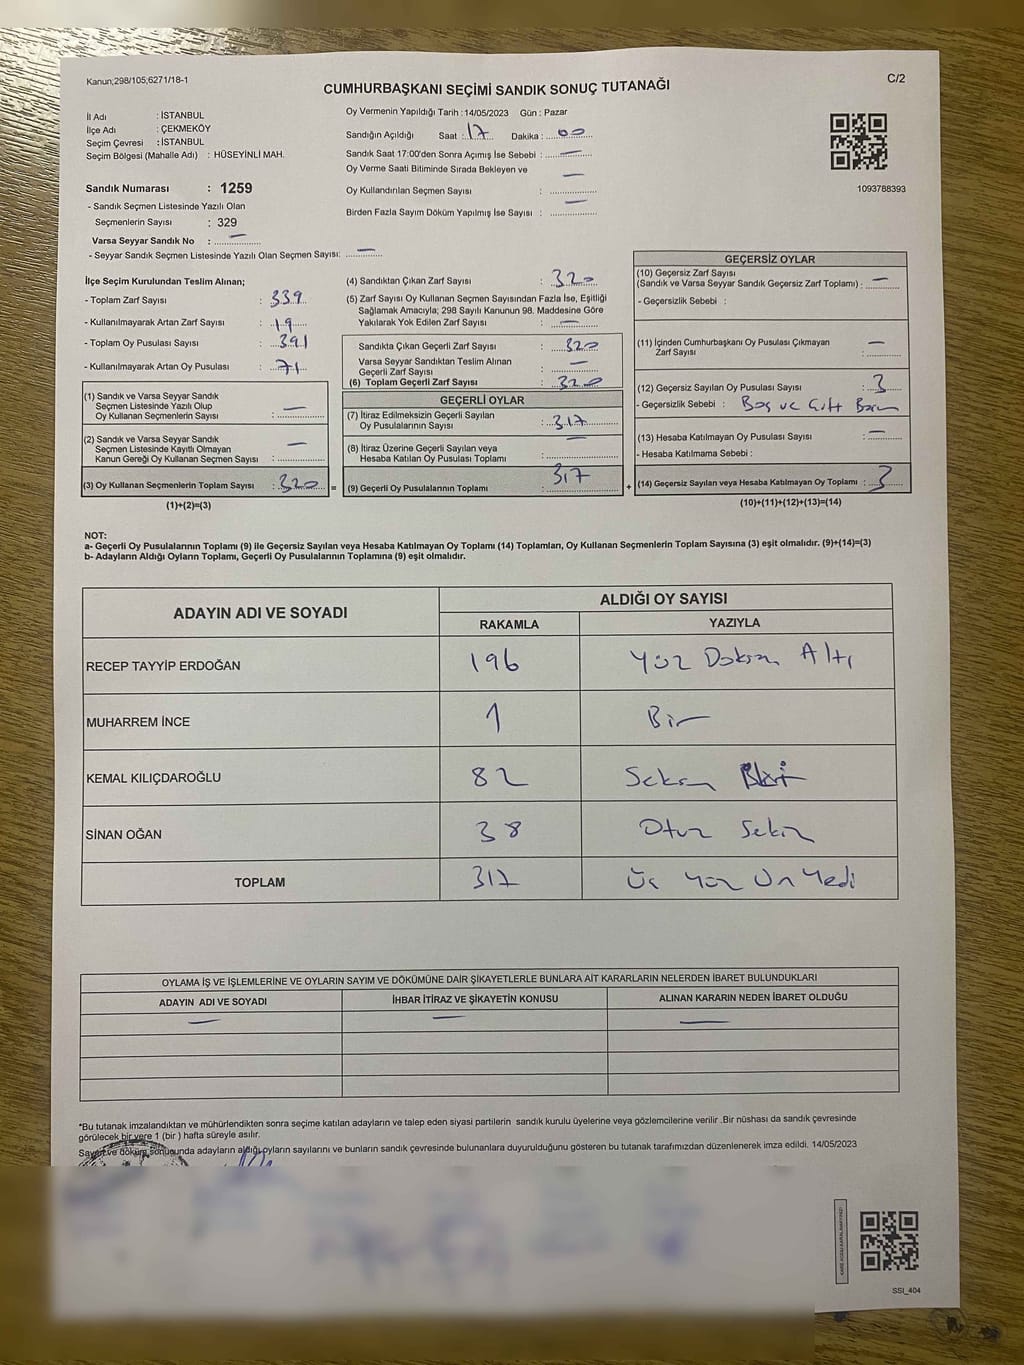 Kanun;298/105;6271/18-1
C/2
CUMHURBAŞKANI SEÇİMİ SANDIK SONUÇ TUTANAĞI
İl Adı : İSTANBUL
İlçe Adı : ÇEKMEKÖY
Seçim Çevresi : İSTANBUL
Seçim Bölgesi (Mahalle Adı) : HÜSEYİNLİ MAH.
Sandık Numarası : 1259
- Sandık Seçmen Listesinde Yazılı Olan
Seçmenlerin Sayısı : 329
Varsa Seyyar Sandık No : —
- Seyyar Sandık Seçmen Listesinde Yazılı Olan Seçmen Sayısı: —
Oy Vermenin Yapıldığı Tarih : 14/05/2023 Gün : Pazar
Sandığın Açıldığı Saat : 17 Dakika : 00
Sandık Saat 17:00'den Sonra Açımış İse Sebebi : —
Oy Verme Saati Bitiminde Sırada Bekleyen ve —
Oy Kullandırılan Seçmen Sayısı :
Birden Fazla Sayım Döküm Yapılmış İse Sayısı : —
1093788393
İlçe Seçim Kurulundan Teslim Alınan;
- Toplam Zarf Sayısı : 339
- Kullanılmayarak Artan Zarf Sayısı : 19
- Toplam Oy Pusulası Sayısı : 391
- Kullanılmayarak Artan Oy Pusulası : 71
(1) Sandık ve Varsa Seyyar Sandık
Seçmen Listesinde Yazılı Olup
Oy Kullanan Seçmenlerin Sayısı : —
(2) Sandık ve Varsa Seyyar Sandık
Seçmen Listesinde Kayıtlı Olmayan
Kanun Gereği Oy Kullanan Seçmen Sayısı : —
(3) Oy Kullanan Seçmenlerin Toplam Sayısı : 320 =
(1)+(2)=(3)
(4) Sandıktan Çıkan Zarf Sayısı : 320
(5) Zarf Sayısı Oy Kullanan Seçmen Sayısından Fazla İse, Eşitliği
Sağlamak Amacıyla; 298 Sayılı Kanunun 98. Maddesine Göre
Yakılarak Yok Edilen Zarf Sayısı : —
Sandıkta Çıkan Geçerli Zarf Sayısı : 320
Varsa Seyyar Sandıktan Teslim Alınan
Geçerli Zarf Sayısı : —
(6) Toplam Geçerli Zarf Sayısı : 320
GEÇERLİ OYLAR
(7) İtiraz Edilmeksizin Geçerli Sayılan
Oy Pusulalarının Sayısı : 317
(8) İtiraz Üzerine Geçerli Sayılan veya
Hesaba Katılan Oy Pusulası Toplamı : —
(9) Geçerli Oy Pusulalarının Toplamı : 317 +
GEÇERSİZ OYLAR
(10) Geçersiz Zarf Sayısı
(Sandık ve Varsa Seyyar Sandık Geçersiz Zarf Toplamı) : —
- Geçersizlik Sebebi :
(11) İçinden Cumhurbaşkanı Oy Pusulası Çıkmayan
Zarf Sayısı : —
(12) Geçersiz Sayılan Oy Pusulası Sayısı : 3
- Geçersizlik Sebebi : Boş ve Çift
(13) Hesaba Katılmayan Oy Pusulası Sayısı : —
- Hesaba Katılmama Sebebi :
(14) Geçersiz Sayılan veya Hesaba Katılmayan Oy Toplamı : 3
(10)+(11)+(12)+(13)=(14)
NOT:
a- Geçerli Oy Pusulalarının Toplamı (9) ile Geçersiz Sayılan veya Hesaba Katılmayan Oy Toplamı (14) Toplamları, Oy Kullanan Seçmenlerin Toplam Sayısına (3) eşit olmalıdır. (9)+(14)=(3)
b- Adayların Aldığı Oyların Toplamı, Geçerli Oy Pusulalarının Toplamına (9) eşit olmalıdır.
ADAYIN ADI VE SOYADI ALDIĞI OY SAYISI
RAKAMLA YAZIYLA
RECEP TAYYİP ERDOĞAN 196 Yüz Doksan Altı
MUHARREM İNCE 1 Bir
KEMAL KILIÇDAROĞLU 82 Seksen
SİNAN OĞAN 38 Otuz Sekiz
TOPLAM 317 Üç Yüz On Yedi
OYLAMA İŞ VE İŞLEMLERİNE VE OYLARIN SAYIM VE DÖKÜMÜNE DAİR ŞİKAYETLERLE BUNLARA AİT KARARLARIN NELERDEN İBARET BULUNDUKLARI
ADAYIN ADI VE SOYADI İHBAR İTİRAZ VE ŞİKAYETİN KONUSU ALINAN KARARIN NEDEN İBARET OLDUĞU
— — —
*Bu tutanak imzalandıktan ve mühürlendikten sonra seçime katılan adayların ve talep eden siyasi partilerin sandık kurulu üyelerine veya gözlemcilerine verilir .Bir nüshası da sandık çevresinde
görülecek bir yere 1 (bir ) hafta süreyle asılır.
Sayım ve döküm sonucunda adayların aldığı oyların sayılarını ve bunların sandık çevresinde bulunanlara duyurulduğunu gösteren bu tutanak tarafımızdan düzenlenerek imza edildi. 14/05/2023
SSI_404